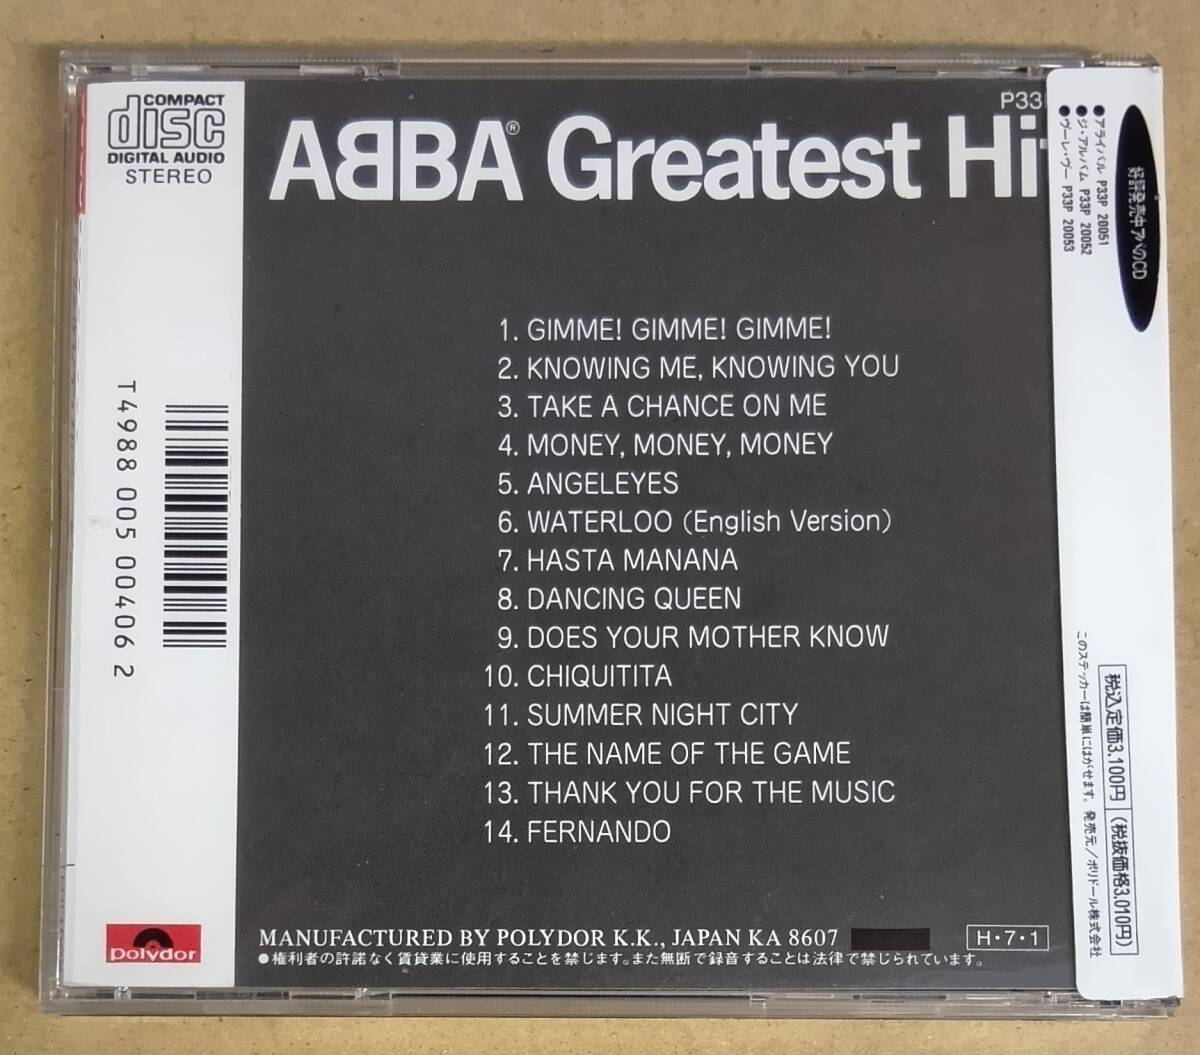 COMPACT
disc
DIGITAL AUDIO
STEREO
T4988 005 00406 2
polydor
P33
ABBA® Greatest Hi
1. GIMME! GIMME! GIMME!
2. KNOWING ME, KNOWING YOU
3. TAKE A CHANCE ON ME
4. MONEY, MONEY, MONEY
5. ANGELEYES
6. WATERLOO (English Version)
7. HASTA MANANA
8. DANCING QUEEN
9. DOES YOUR MOTHER KNOW
10. CHIQUITITA
11. SUMMER NIGHT CITY
12. THE NAME OF THE GAME
13. THANK YOU FOR THE MUSIC
14. FERNANDO
MANUFACTURED BY POLYDOR K.K., JAPAN KA 8607
H・7・1
●権利者の許諾なく賃貸業に使用することを禁じます。また無断で録音することは法律で禁じられています。
好評発売中アバのCD
●アライバル P33P 20051
●ジ・アルバム P33P 20052
●ヴーレ・ヴー P33P 20053
税込定価3,100円 (税抜価格3,010円)
このステッカーは簡単にはがせます。発売元/ポリドール株式会社